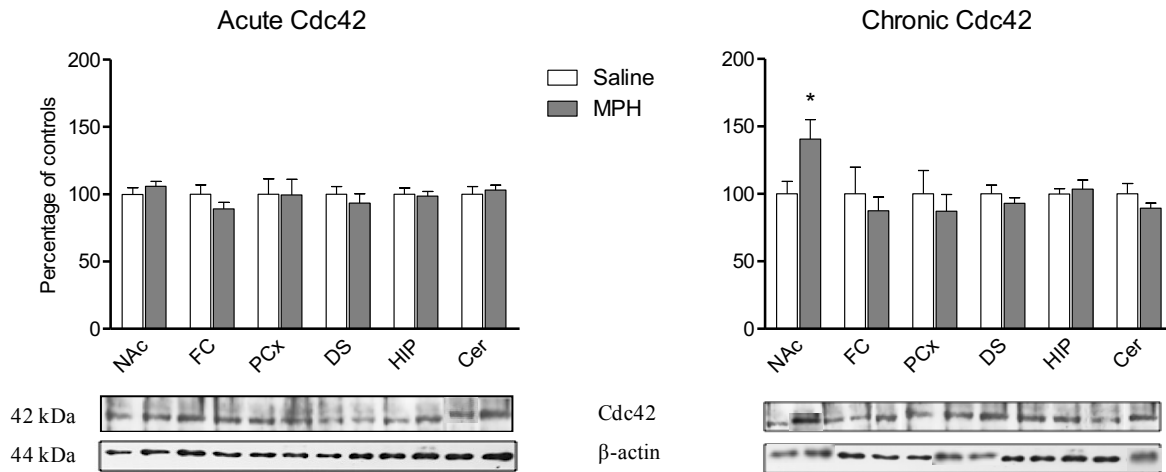 Acute Cdc42
Percentage of controls
200
150
100
50
0
NAc FC PCx DS HIP Cer
Saline
MPH
Chronic Cdc42
200
150
100
50
0
*
NAc FC PCx DS HIP Cer
42 kDa
44 kDa
Cdc42
β-actin